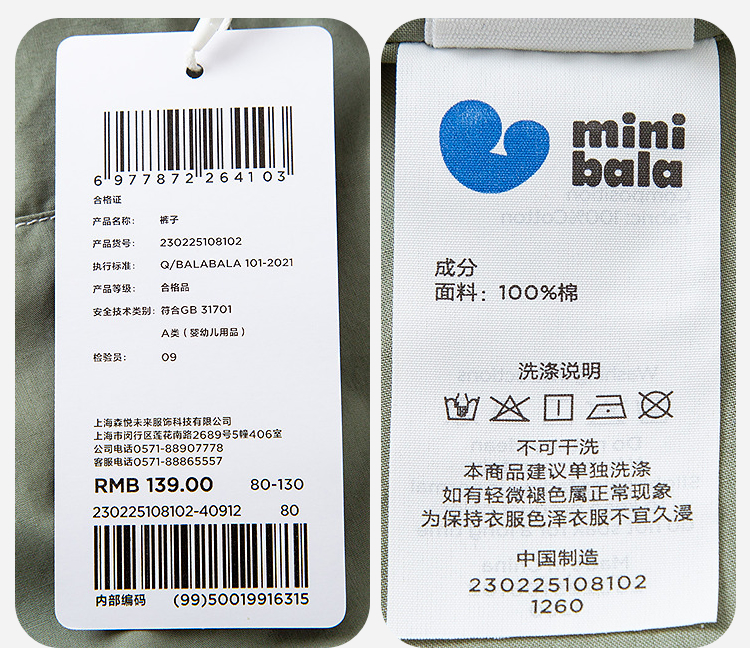 6 977872 264103
合格证
产品名称: 裤子
产品货号: 230225108102
执行标准: Q/BALABALA 101-2021
产品等级: 合格品
安全技术类别: 符合GB 31701
A类（婴幼儿用品）
检验员: 09
上海森悦未来服饰科技有限公司
上海市闵行区莲花南路2689号5幢406室
公司电话0571-88907778
客服电话0571-88865557
RMB 139.00 80-130
230225108102-40912 80
内部编码 (99)50019916315
mini
bala
成分
面料：100%棉
洗涤说明
不可干洗
本商品建议单独洗涤
如有轻微褪色属正常现象
为保持衣服色泽衣服不宜久浸
中国制造
230225108102
1260